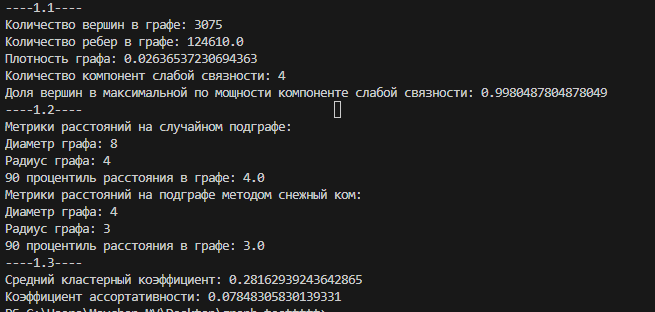 ----1.1----
Количество вершин в графе: 3075
Количество ребер в графе: 124610.0
Плотность графа: 0.02636537230694363
Количество компонент слабой связности: 4
Доля вершин в максимальной по мощности компоненте слабой связности: 0.9980487804878049
----1.2----
Метрики расстояний на случайном подграфе:
Диаметр графа: 8
Радиус графа: 4
90 процентиль расстояния в графе: 4.0
Метрики расстояний на подграфе методом снежный ком:
Диаметр графа: 4
Радиус графа: 3
90 процентиль расстояния в графе: 3.0
----1.3----
Средний кластерный коэффициент: 0.28162939243642865
Коэффициент ассортативности: 0.07848305830139331